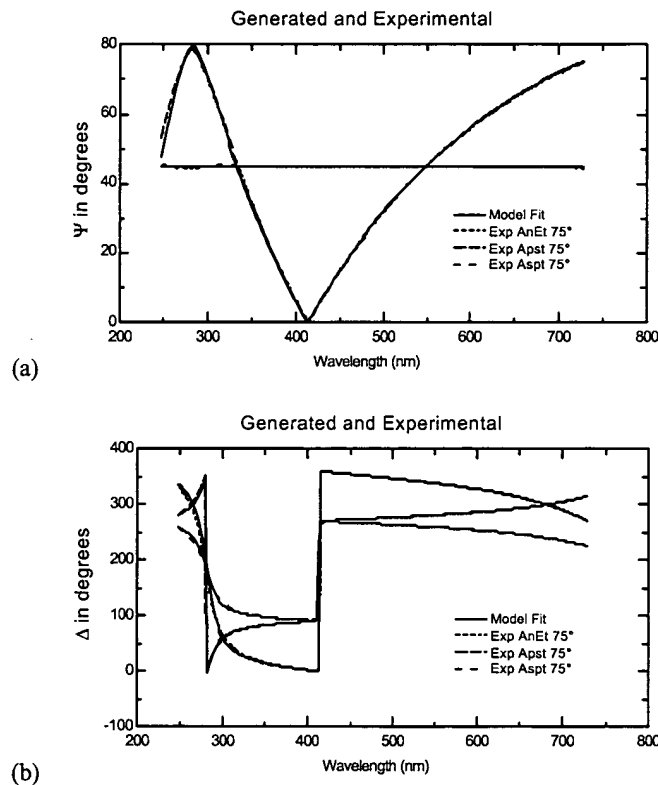 Generated and Experimental
80
60
40
20
0
Ψ in degrees
Model Fit
Exp AnEt 75°
Exp Apst 75°
Exp Aspt 75°
200 300 400 500 600 700 800
Wavelength (nm)
(a)
Generated and Experimental
400
300
200
100
0
-100
Δ in degrees
Model Fit
Exp AnEt 75°
Exp Apst 75°
Exp Aspt 75°
200 300 400 500 600 700 800
Wavelength (nm)
(b)